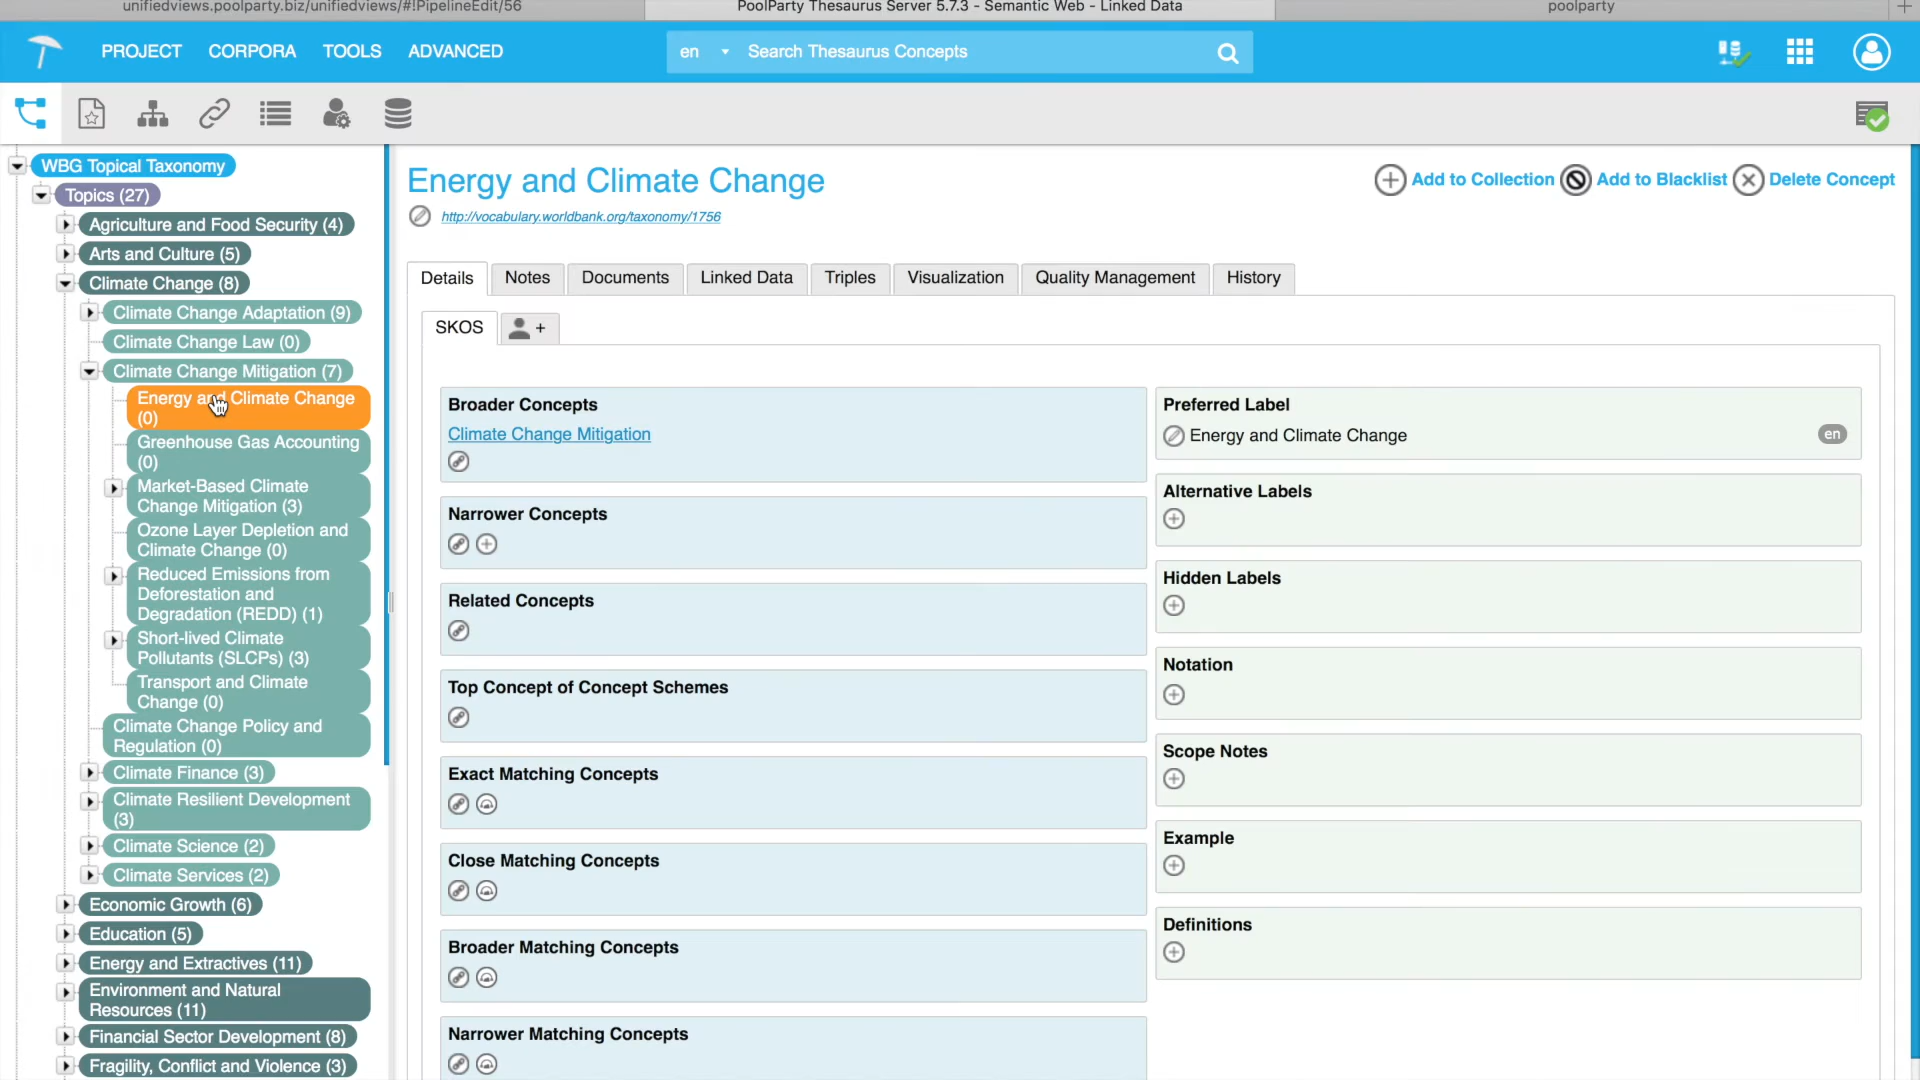 unifiedviews.poolparty.biz/unifiedviews/#!PipelineEdit/56
PoolParty Thesaurus Server 5.7.3 - Semantic Web - Linked Data
poolparty
PROJECT
CORPORA
TOOLS
ADVANCED
en
Search Thesaurus Concepts
WBG Topical Taxonomy
Topics (27)
Agriculture and Food Security (4)
Arts and Culture (5)
Climate Change (8)
Climate Change Adaptation (9)
Climate Change Law (0)
Climate Change Mitigation (7)
Energy and Climate Change
(0)
Greenhouse Gas Accounting
(0)
Market-Based Climate
Change Mitigation (3)
Ozone Layer Depletion and
Climate Change (0)
Reduced Emissions from
Deforestation and
Degradation (REDD) (1)
Short-lived Climate
Pollutants (SLCPs) (3)
Transport and Climate
Change (0)
Climate Change Policy and
Regulation (0)
Climate Finance (3)
Climate Resilient Development
(3)
Climate Science (2)
Climate Services (2)
Economic Growth (6)
Education (5)
Energy and Extractives (11)
Environment and Natural
Resources (11)
Financial Sector Development (8)
Fragility, Conflict and Violence (3)
Energy and Climate Change
http://vocabulary.worldbank.org/taxonomy/1756
Add to Collection
Add to Blacklist
Delete Concept
Details
Notes
Documents
Linked Data
Triples
Visualization
Quality Management
History
SKOS
+
Broader Concepts
Climate Change Mitigation
Narrower Concepts
Related Concepts
Top Concept of Concept Schemes
Exact Matching Concepts
Close Matching Concepts
Broader Matching Concepts
Narrower Matching Concepts
Preferred Label
Energy and Climate Change
en
Alternative Labels
Hidden Labels
Notation
Scope Notes
Example
Definitions